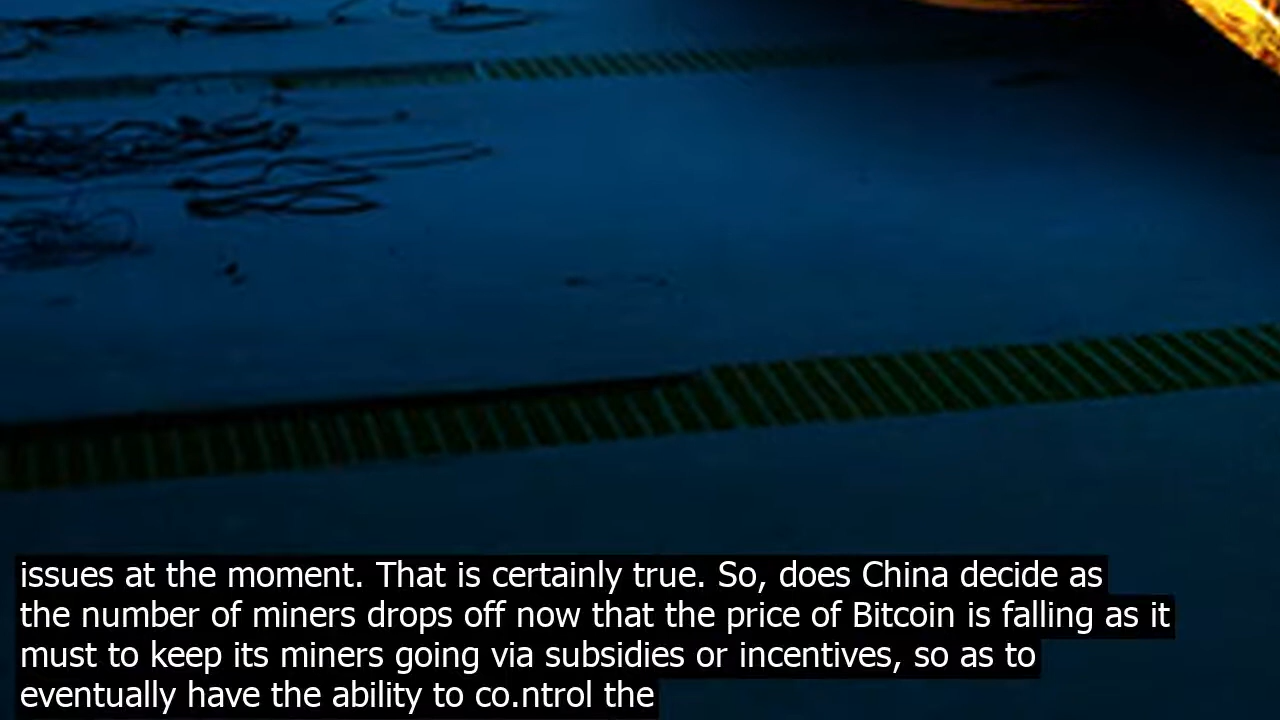 issues at the moment. That is certainly true. So, does China decide as
the number of miners drops off now that the price of Bitcoin is falling as it
must to keep its miners going via subsidies or incentives, so as to
eventually have the ability to co.ntrol the